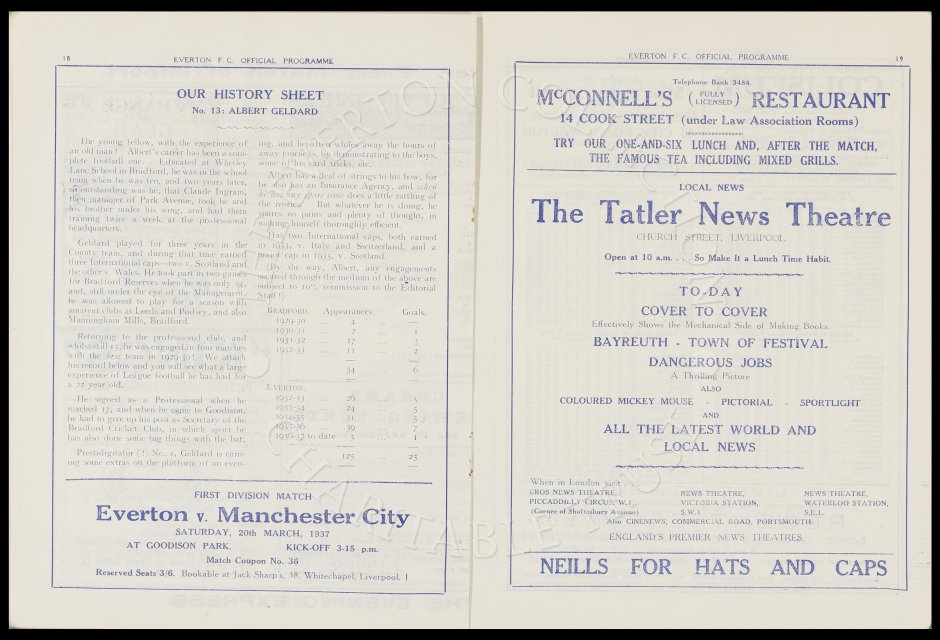 18
EVERTON F.C. OFFICIAL PROGRAMME
OUR HISTORY SHEET
No. 13: ALBERT GELDARD
The young fellow, with the experience of
an old man! Albert's career has been a com-
plete football one. Educated at Whetley
Lane School in Bradford, he was in the school
team when he was ten, and two years later,
so outstanding was he, that Claude Ingram,
then manager of Park Avenue, took he and
his brother under his wing, and had them
training twice a week at the professional
headquarters.
Geldard played for three years in the
County team, and during that time earned
three International caps—two v. Scotland and
the other v. Wales. He took part in two games
for Bradford Reserves when he was only 14,
and, still under the eye of the Management,
he was allowed to play for a season with
amateur clubs at Leeds and Pudsey, and also
Manningham Mills, Bradford.
Returning to the professional club, and
whilst still 15, he was engaged in four matches
with the first team in 1929-30! We attach
his record below and you will see what a large
experience of League football he has had for
a 22 year old.
He signed as a Professional when he
reached 17, and when he came to Goodison,
he had to give up his post as Secretary of the
Bradford Cricket Club, in which sport he
has also done some big things with the bat.
Prestidigitator (!) No. 1, Geldard is earn-
ing some extras on the platform of an even-
ing, and he often whiles away the hours of
away journeys, by demonstrating to the boys,
some of his card tricks, etc.
Albert has a deal of strings to his bow, for
he also has an Insurance Agency, and when
he has any spare time does a little rattling of
the ivories. But whatever he is doing, he
spares no pains and plenty of thought, in
making himself thoroughly efficient.
Has two International caps, both earned
in 1933, v. Italy and Switzerland, and a
major cap in 1933, v. Scotland.
(By the way, Albert, any engagements
secured through the medium of the above are
subject to 10% commission to the Editorial
Staff!)
BRADFORD. Appearances. Goals.
1929-30 ... 4 ... —
1930-31 ... 2 ... 1
1931-32 ... 17 ... 3
1932-33 ... 11 ... 2
34 6
EVERTON.
1932-33 ... 26 ... 5
1933-34 ... 24 ... 5
1934-35 ... 31 ... 5
1935-36 ... 39 ... 7
1936-37 to date 5 ... 1
125 ... 23
FIRST DIVISION MATCH
Everton v. Manchester City
SATURDAY, 20th MARCH, 1937
AT GOODISON PARK. KICK-OFF 3-15 p.m.
Match Coupon No. 36
Reserved Seats 3/6. Bookable at Jack Sharp's, 38, Whitechapel, Liverpool, 1
EVERTON F.C. OFFICIAL PROGRAMME
19
Telephone Bank 3484.
McCONNELL'S (FULLY LICENSED) RESTAURANT
14 COOK STREET (under Law Association Rooms)
TRY OUR ONE-AND-SIX LUNCH AND, AFTER THE MATCH,
THE FAMOUS TEA INCLUDING MIXED GRILLS.
LOCAL NEWS
The Tatler News Theatre
CHURCH STREET, LIVERPOOL
Open at 10 a.m. . . . So Make It a Lunch Time Habit.
TO-DAY
COVER TO COVER
Effectively Shows the Mechanical Side of Making Books.
BAYREUTH - TOWN OF FESTIVAL
DANGEROUS JOBS
A Thrilling Picture
ALSO
COLOURED MICKEY MOUSE - PICTORIAL - SPORTLIGHT
AND
ALL THE LATEST WORLD AND
LOCAL NEWS
When in London visit . . .
EROS NEWS THEATRE, NEWS THEATRE, NEWS THEATRE,
PICCADILLY CIRCUS, W.1, VICTORIA STATION, WATERLOO STATION,
(Corner of Shaftesbury Avenue) S.W.1 S.E.1.
Also CINENEWS, COMMERCIAL ROAD, PORTSMOUTH.
ENGLAND'S PREMIER NEWS THEATRES.
NEILLS FOR HATS AND CAPS